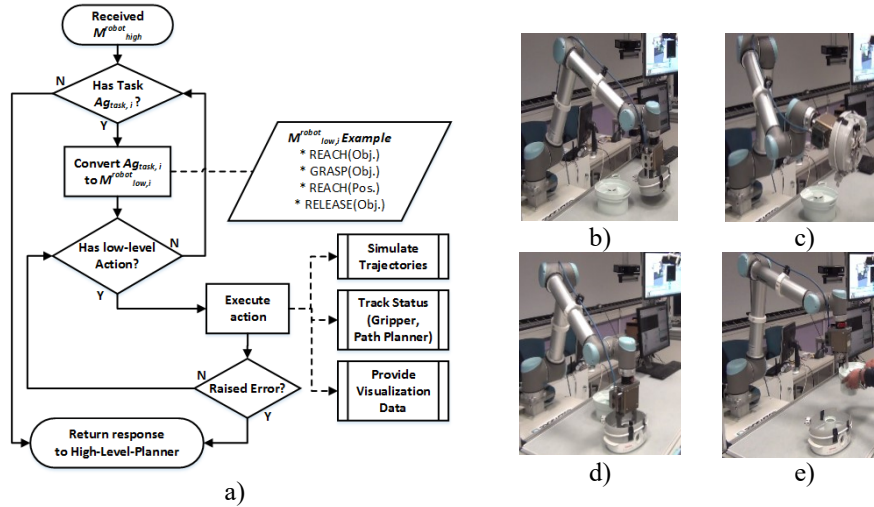 Received
M^robot_high
N
Has Task
Ag_task, i ?
Y
Convert Ag_task, i
to M^robot_low,i
M^robot_low,i Example
* REACH(Obj.)
* GRASP(Obj.)
* REACH(Pos.)
* RELEASE(Obj.)
Has low-level
Action?
N
Y
Execute
action
Simulate
Trajectories
Track Status
(Gripper,
Path Planner)
Provide
Visualization
Data
N
Raised Error?
Y
Return response
to High-Level-Planner
a)
b)
c)
d)
e)